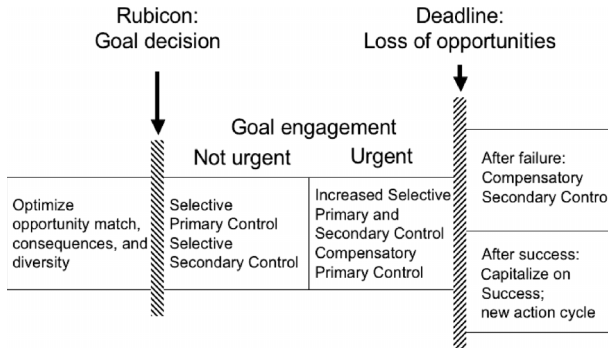 Rubicon:
Goal decision
Deadline:
Loss of opportunities
Goal engagement
Not urgent
Urgent
Optimize
opportunity match,
consequences, and
diversity
Selective
Primary Control
Selective
Secondary Control
Increased Selective
Primary and
Secondary Control
Compensatory
Primary Control
After failure:
Compensatory
Secondary Control
After success:
Capitalize on
Success;
new action cycle